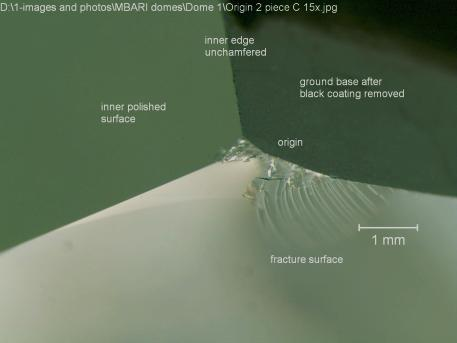 D:\1-images and photos\MBARI domes\Dome 1\Origin 2 piece C 15x.jpg
inner edge
unchamfered
ground base after
black coating removed
inner polished
surface
origin
1 mm
fracture surface